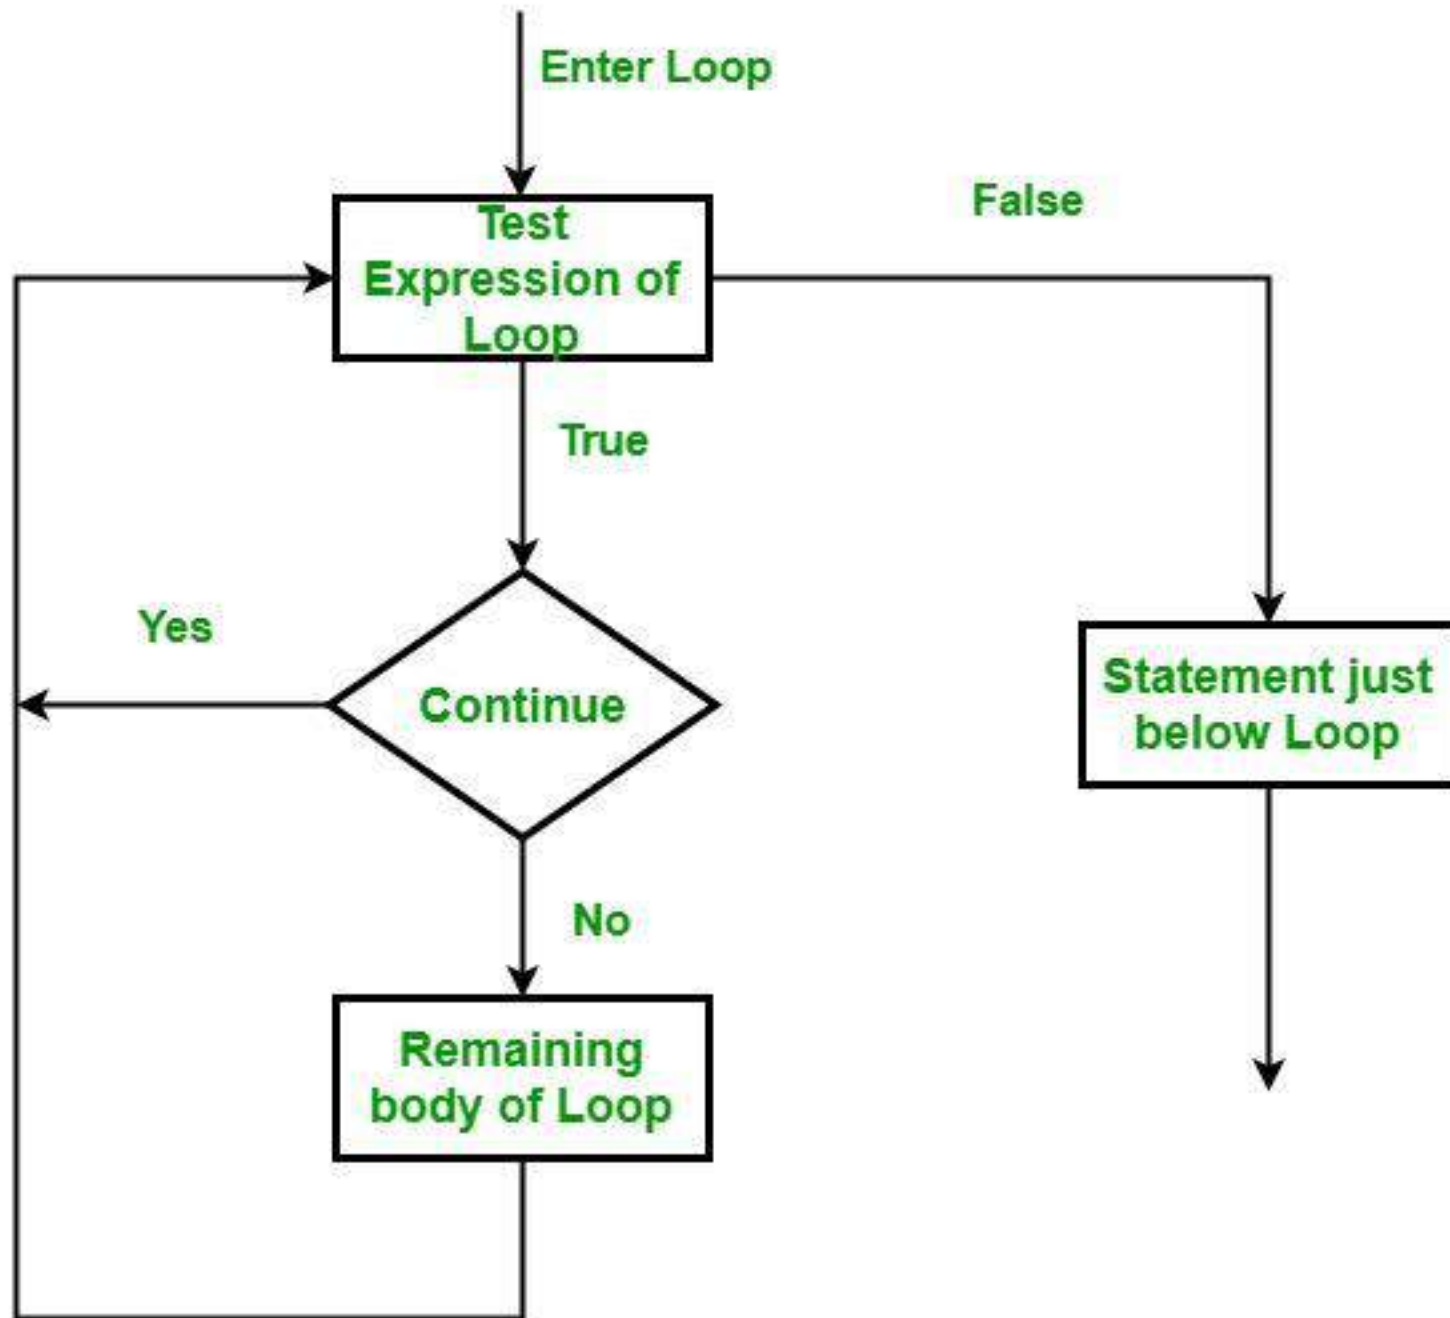 Enter Loop
False
Test
Expression of
Loop
True
Yes
Continue
Statement just
below Loop
No
Remaining
body of Loop